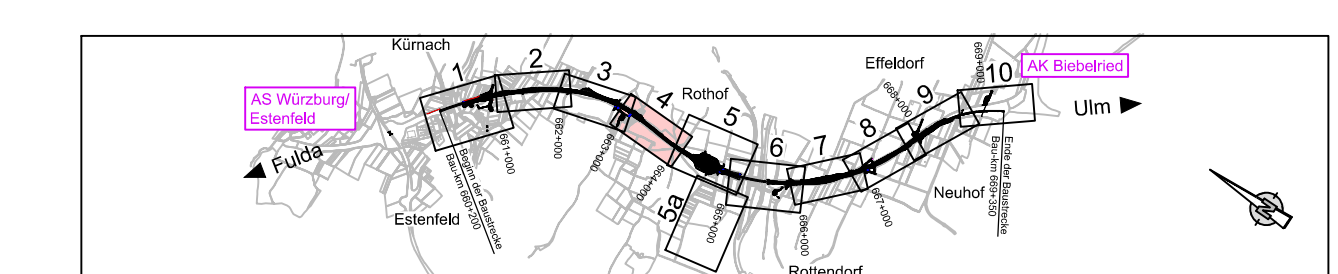 Kürnach
AS Würzburg/
Estenfeld
Fulda
Estenfeld
1
2
3
4
5
5a
6
7
8
9
10
Rothof
Effeldorf
AK Biebelried
Ulm
Neuhof
Rottendorf
Beginn der Baustrecke
Bau-km 660+200
661+000
662+000
663+000
664+000
665+000
666+000
667+000
668+000
669+000
Ende der Baustrecke
Bau-km 669+350
N